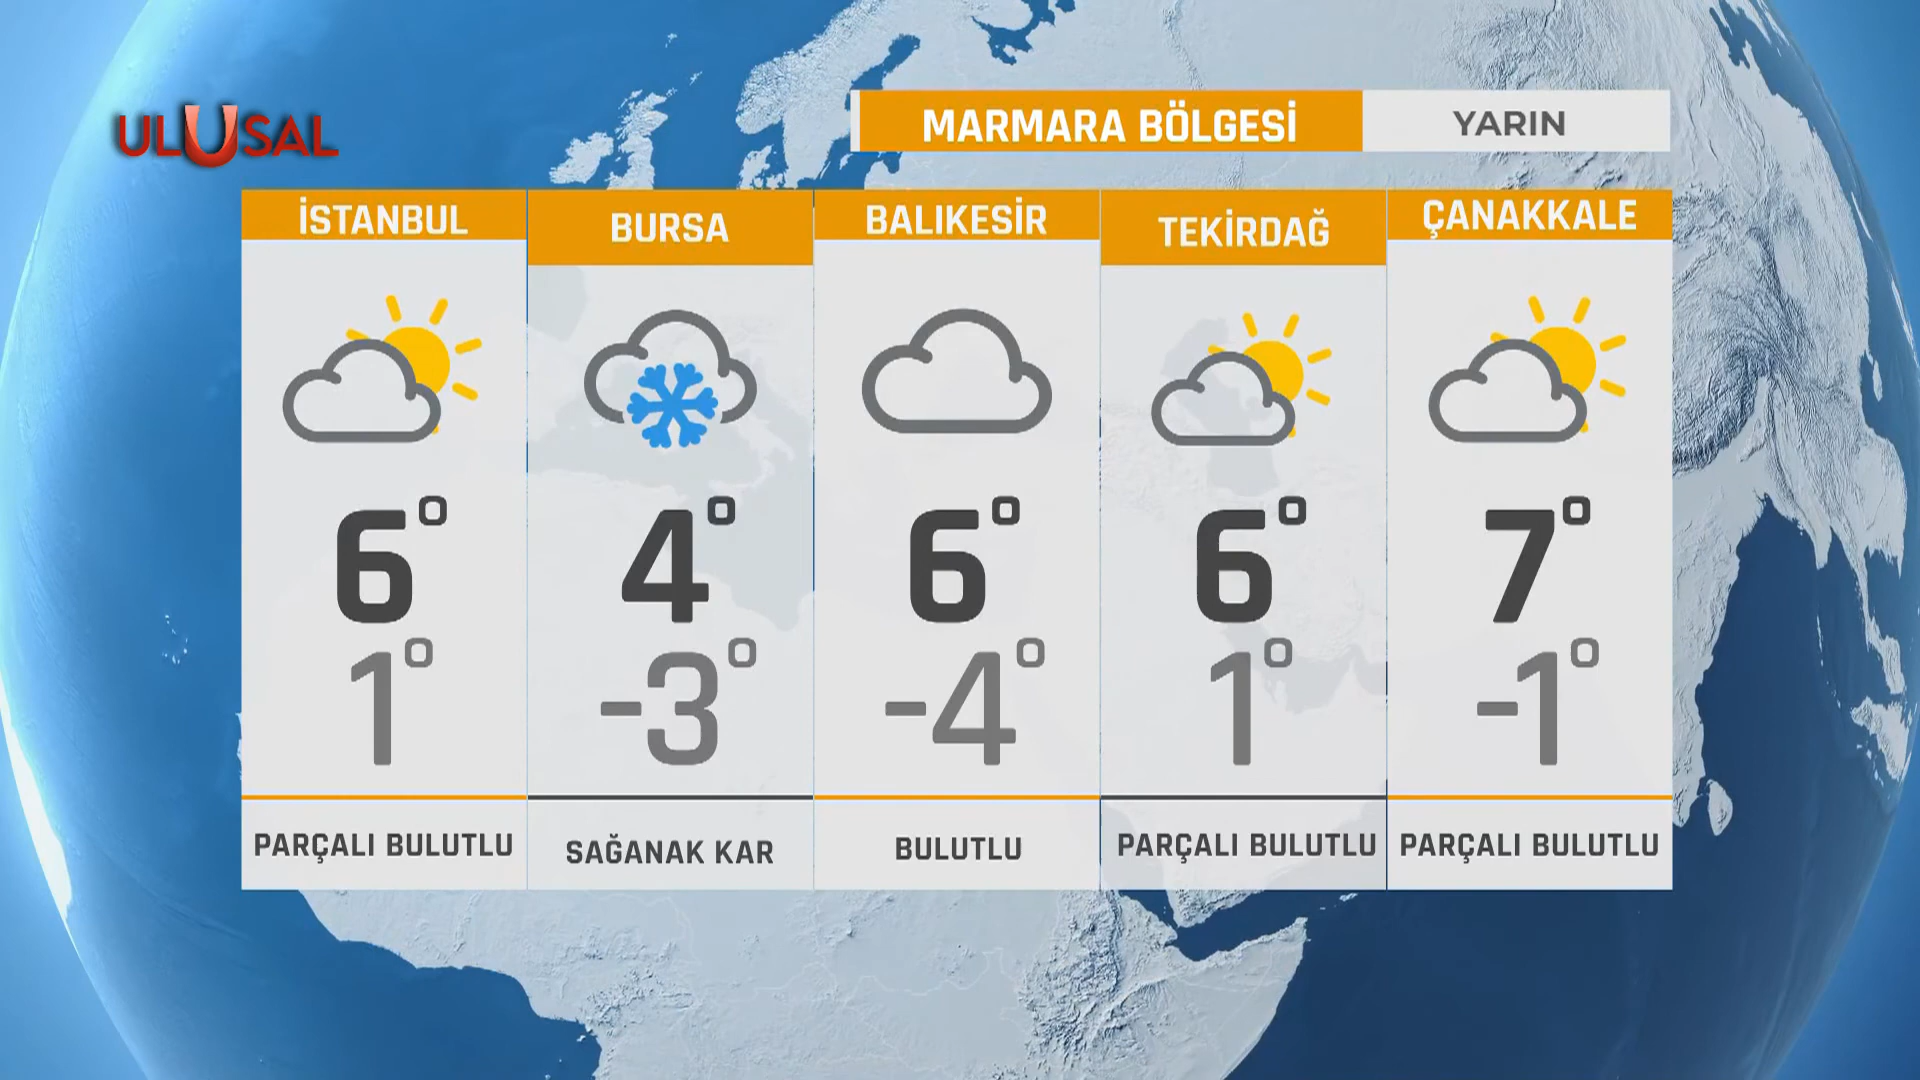 ULUSAL
MARMARA BÖLGESİ YARIN
İSTANBUL
6°
1°
PARÇALI BULUTLU
BURSA
4°
-3°
SAĞANAK KAR
BALIKESİR
6°
-4°
BULUTLU
TEKİRDAĞ
6°
1°
PARÇALI BULUTLU
ÇANAKKALE
7°
-1°
PARÇALI BULUTLU